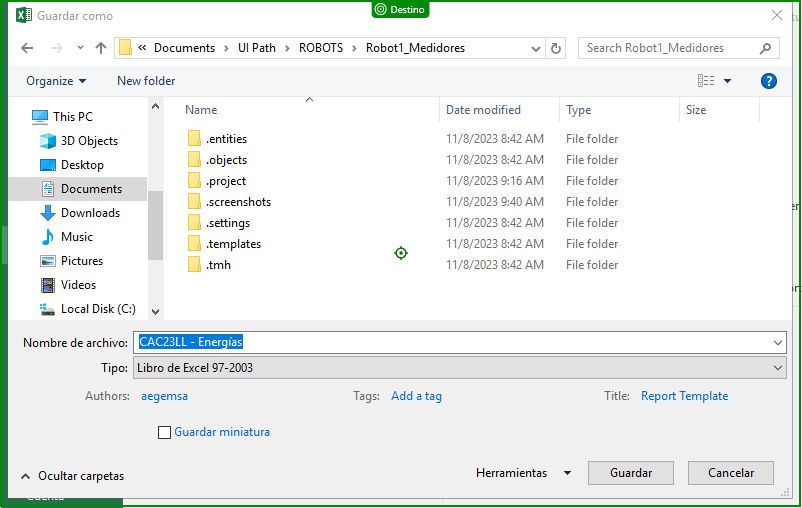 Guardar como
Destino
« Documents › UI Path › ROBOTS › Robot1_Medidores
Search Robot1_Medidores
Organize
New folder
This PC
3D Objects
Desktop
Documents
Downloads
Music
Pictures
Videos
Local Disk (C:)
Name Date modified Type Size
.entities 11/8/2023 8:42 AM File folder
.objects 11/8/2023 8:42 AM File folder
.project 11/8/2023 9:16 AM File folder
.screenshots 11/8/2023 9:40 AM File folder
.settings 11/8/2023 8:42 AM File folder
.templates 11/8/2023 8:42 AM File folder
.tmh 11/8/2023 8:42 AM File folder
Nombre de archivo: CAC23LL - Energías
Tipo: Libro de Excel 97-2003
Authors: aegemsa Tags: Add a tag Title: Report Template
Guardar miniatura
Ocultar carpetas
Herramientas
Guardar
Cancelar
Cuenta